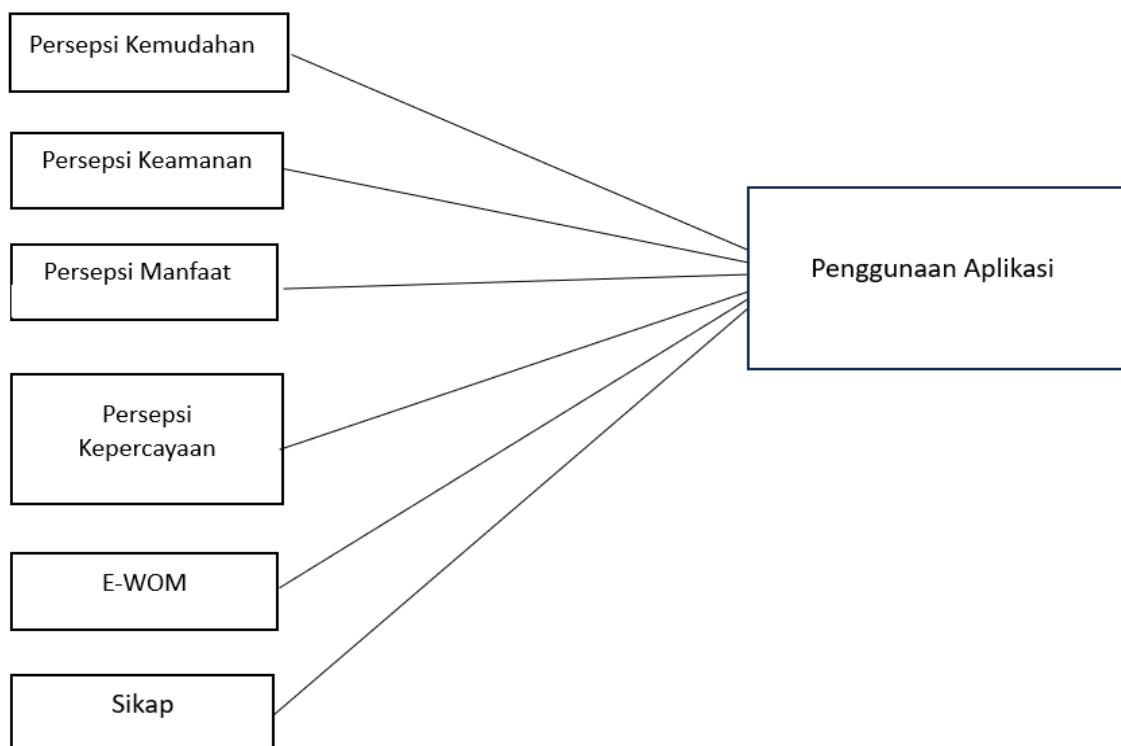 Persepsi Kemudahan
Persepsi Keamanan
Persepsi Manfaat
Persepsi
Kepercayaan
E-WOM
Sikap
Penggunaan Aplikasi